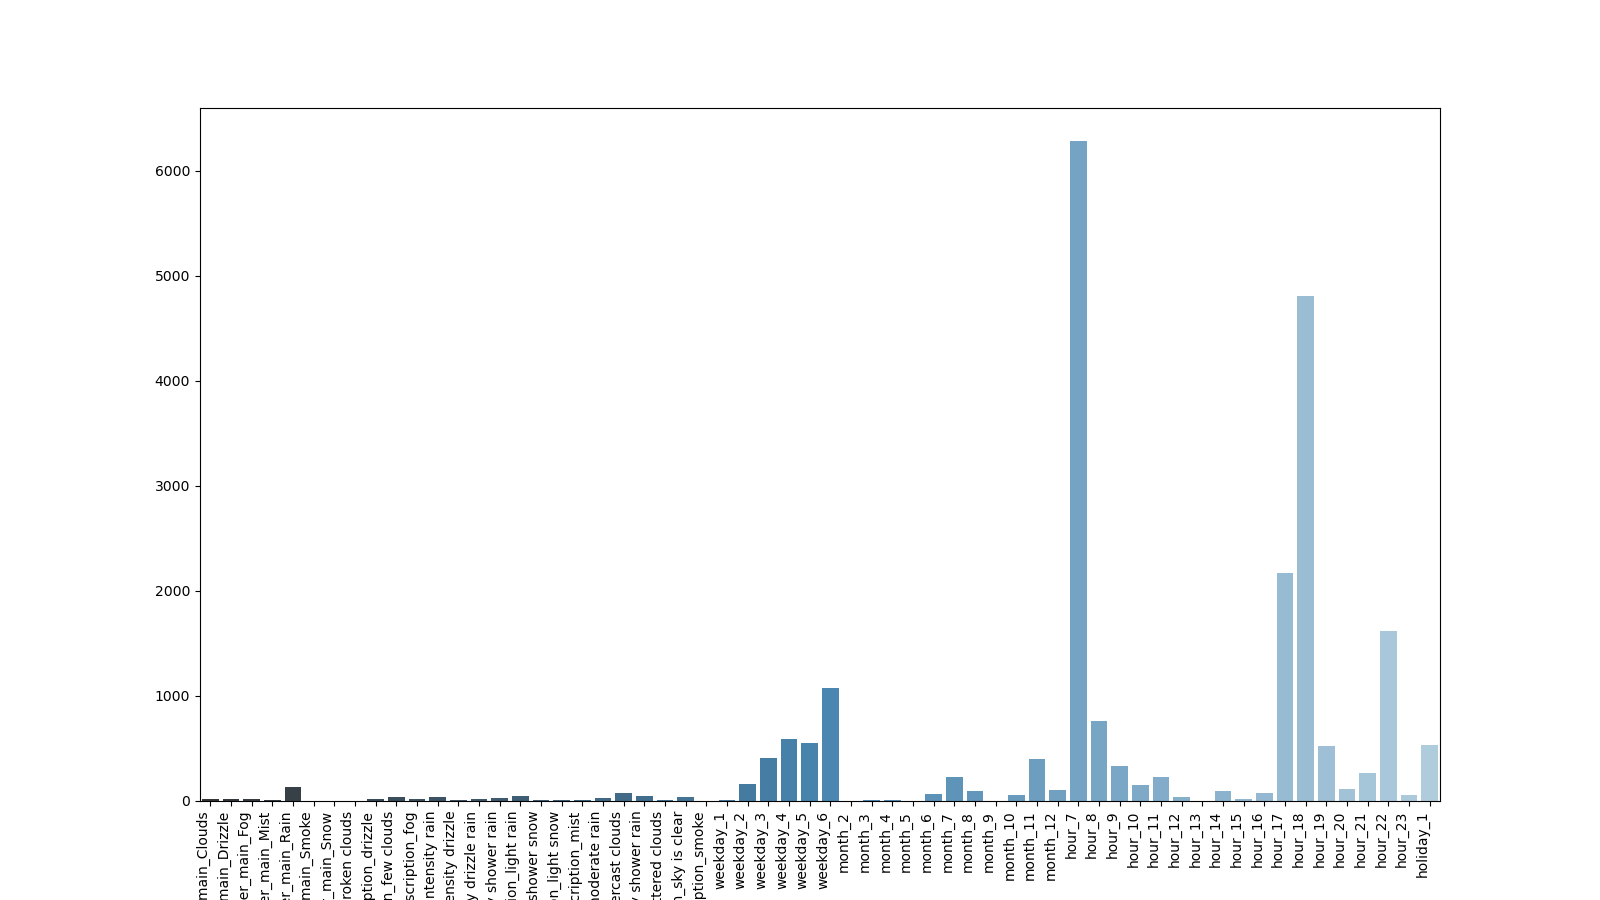 6000
5000
4000
3000
2000
1000
0
main_Clouds
main_Drizzle
er_main_Fog
er_main_Mist
er_main_Rain
main_Smoke
_main_Snow
roken clouds
ption_drizzle
n_few clouds
scription_fog
ntensity rain
ensity drizzle
y drizzle rain
y shower rain
ion_light rain
shower snow
on_light snow
cription_mist
moderate rain
ercast clouds
y shower rain
ttered clouds
n_sky is clear
ption_smoke
weekday_1
weekday_2
weekday_3
weekday_4
weekday_5
weekday_6
month_2
month_3
month_4
month_5
month_6
month_7
month_8
month_9
month_10
month_11
month_12
hour_7
hour_8
hour_9
hour_10
hour_11
hour_12
hour_13
hour_14
hour_15
hour_16
hour_17
hour_18
hour_19
hour_20
hour_21
hour_22
hour_23
holiday_1